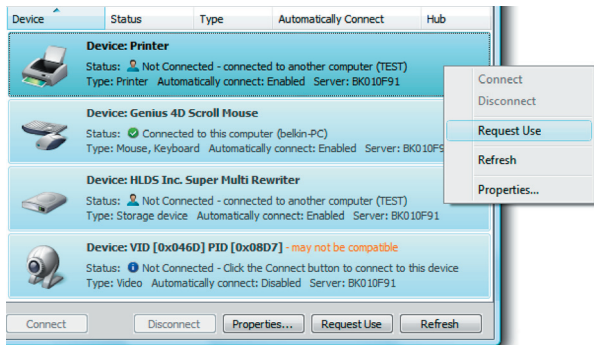 Device Status Type Automatically Connect Hub
Device: Printer
Status: Not Connected - connected to another computer (TEST)
Type: Printer Automatically connect: Enabled Server: BK010F91
Connect
Disconnect
Request Use
Refresh
Properties...
Device: Genius 4D Scroll Mouse
Status: Connected to this computer (belkin-PC)
Type: Mouse, Keyboard Automatically connect: Enabled Server: BK010F9
Device: HLDS Inc. Super Multi Rewriter
Status: Not Connected - connected to another computer (TEST)
Type: Storage device Automatically connect: Enabled Server: BK010F91
Device: VID [0x046D] PID [0x08D7] - may not be compatible
Status: Not Connected - Click the Connect button to connect to this device
Type: Video Automatically connect: Disabled Server: BK010F91
Connect Disconnect Properties... Request Use Refresh